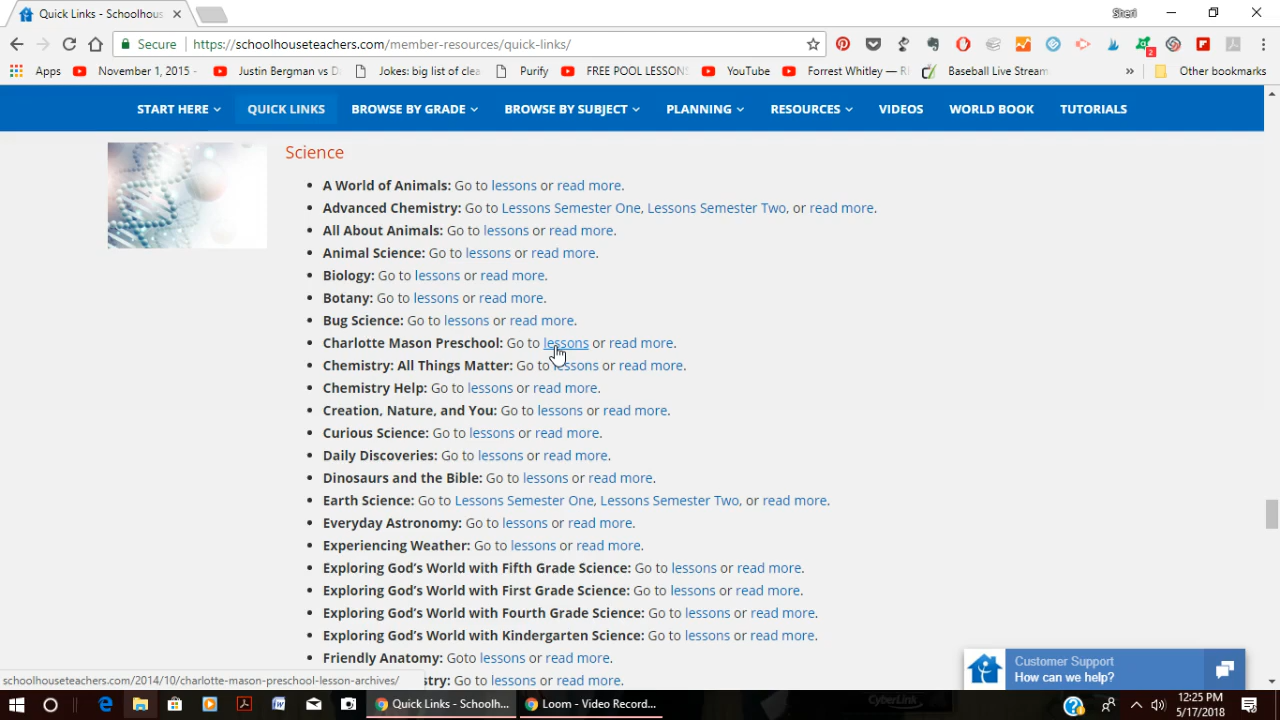 Quick Links - Schoolhous
Sheri
Secure https://schoolhouseteachers.com/member-resources/quick-links/
2
Apps November 1, 2015 - Justin Bergman vs D Jokes: big list of clea Purify FREE POOL LESSONS YouTube Forrest Whitley — R Baseball Live Stream » Other bookmarks
START HERE QUICK LINKS BROWSE BY GRADE BROWSE BY SUBJECT PLANNING RESOURCES VIDEOS WORLD BOOK TUTORIALS
Science
• A World of Animals: Go to lessons or read more.
• Advanced Chemistry: Go to Lessons Semester One, Lessons Semester Two, or read more.
• All About Animals: Go to lessons or read more.
• Animal Science: Go to lessons or read more.
• Biology: Go to lessons or read more.
• Botany: Go to lessons or read more.
• Bug Science: Go to lessons or read more.
• Charlotte Mason Preschool: Go to lessons or read more.
• Chemistry: All Things Matter: Go to lessons or read more.
• Chemistry Help: Go to lessons or read more.
• Creation, Nature, and You: Go to lessons or read more.
• Curious Science: Go to lessons or read more.
• Daily Discoveries: Go to lessons or read more.
• Dinosaurs and the Bible: Go to lessons or read more.
• Earth Science: Go to Lessons Semester One, Lessons Semester Two, or read more.
• Everyday Astronomy: Go to lessons or read more.
• Experiencing Weather: Go to lessons or read more.
• Exploring God's World with Fifth Grade Science: Go to lessons or read more.
• Exploring God's World with First Grade Science: Go to lessons or read more.
• Exploring God's World with Fourth Grade Science: Go to lessons or read more.
• Exploring God's World with Kindergarten Science: Go to lessons or read more.
• Friendly Anatomy: Goto lessons or read more.
stry: Go to lessons or read more.
Customer Support
How can we help?
schoolhouseteachers.com/2014/10/charlotte-mason-preschool-lesson-archives/
Quick Links - Schoolh... Loom - Video Record...
CyberLink
12:25 PM
5/17/2018